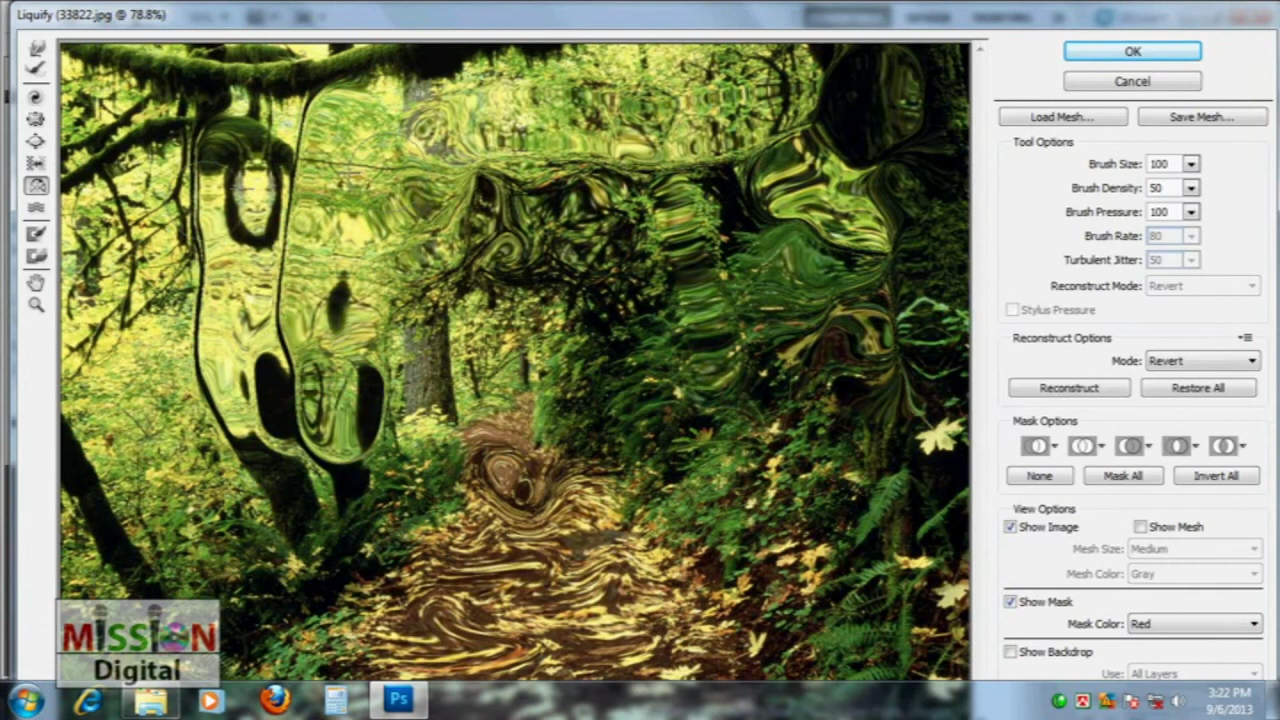 Liquify (33822.jpg @ 78.8%)
OK
Cancel
Load Mesh...
Save Mesh...
Tool Options
Brush Size: 100
Brush Density: 50
Brush Pressure: 100
Brush Rate: 80
Turbulent Jitter: 50
Reconstruct Mode: Revert
Stylus Pressure
Reconstruct Options
Mode: Revert
Reconstruct
Restore All
Mask Options
None
Mask All
Invert All
View Options
Show Image
Show Mesh
Mesh Size: Medium
Mesh Color: Gray
Show Mask
Mask Color: Red
Show Backdrop
Use: All Layers
MISSION
Digital
Ps
3:22 PM
9/6/2013